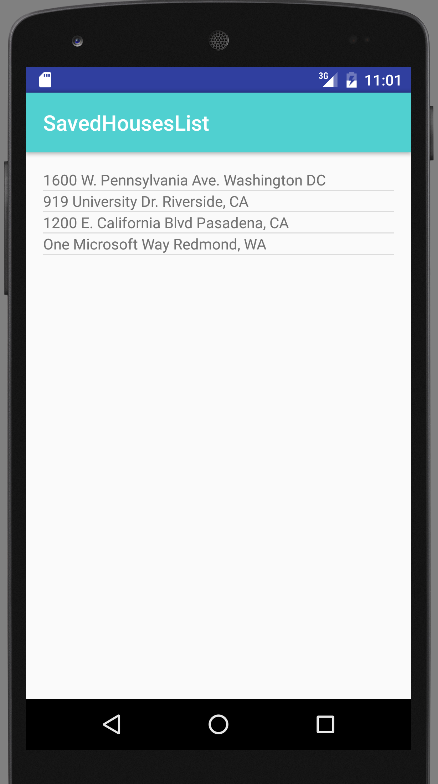 3G 11:01
SavedHousesList
1600 W. Pennsylvania Ave. Washington DC
919 University Dr. Riverside, CA
1200 E. California Blvd Pasadena, CA
One Microsoft Way Redmond, WA